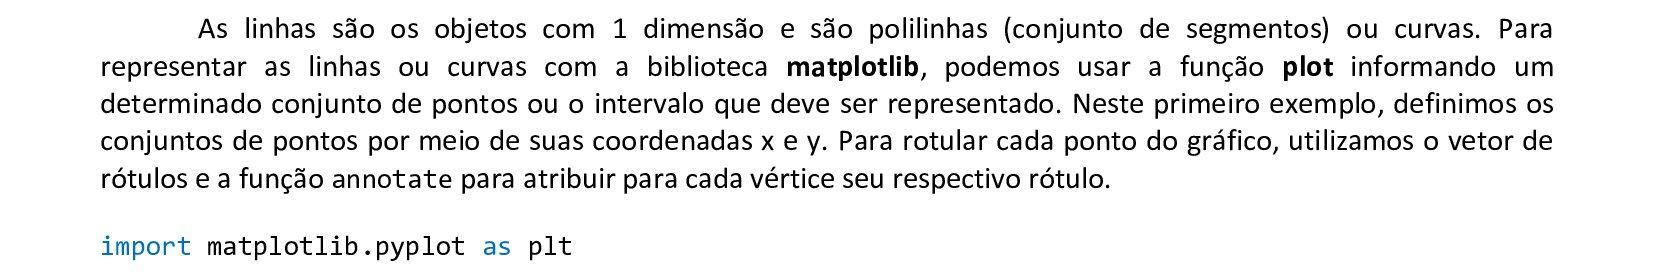 As linhas são os objetos com 1 dimensão e são polilinhas (conjunto de segmentos) ou curvas. Para
representar as linhas ou curvas com a biblioteca matplotlib, podemos usar a função plot informando um
determinado conjunto de pontos ou o intervalo que deve ser representado. Neste primeiro exemplo, definimos os
conjuntos de pontos por meio de suas coordenadas x e y. Para rotular cada ponto do gráfico, utilizamos o vetor de
rótulos e a função annotate para atribuir para cada vértice seu respectivo rótulo.
import matplotlib.pyplot as plt